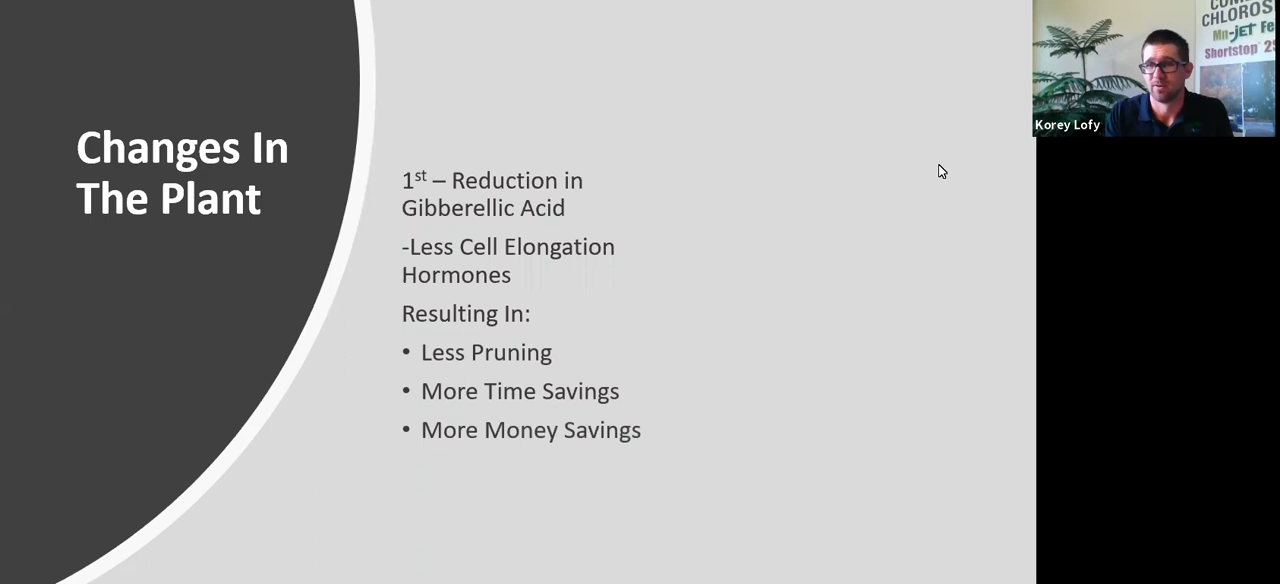 Changes In
The Plant
1st – Reduction in
Gibberellic Acid
-Less Cell Elongation
Hormones
Resulting In:
• Less Pruning
• More Time Savings
• More Money Savings
CHLOROS
Mn-jET Fe
Shortstop 2S
Korey Lofy